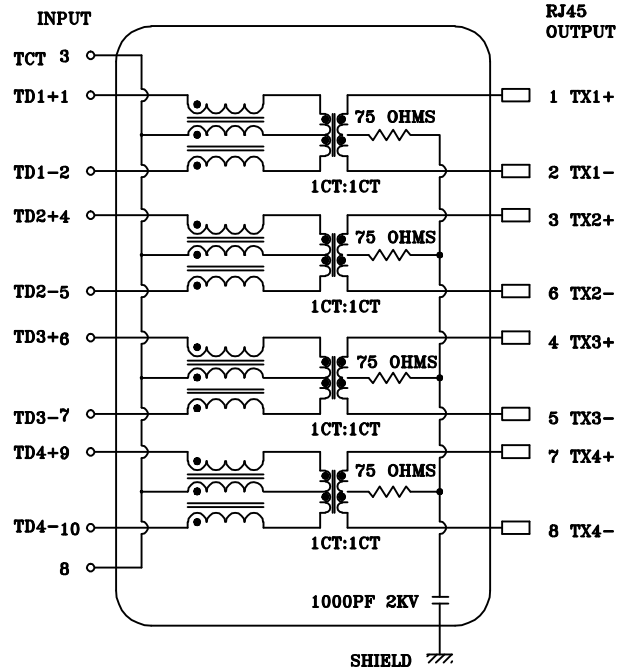 INPUT
RJ45
OUTPUT
TCT 3
TD1+1
75 OHMS
1 TX1+
TD1-2
1CT:1CT
2 TX1-
TD2+4
75 OHMS
3 TX2+
TD2-5
1CT:1CT
6 TX2-
TD3+6
75 OHMS
4 TX3+
TD3-7
1CT:1CT
5 TX3-
TD4+9
75 OHMS
7 TX4+
TD4-10
1CT:1CT
8 TX4-
8
1000PF 2KV
SHIELD